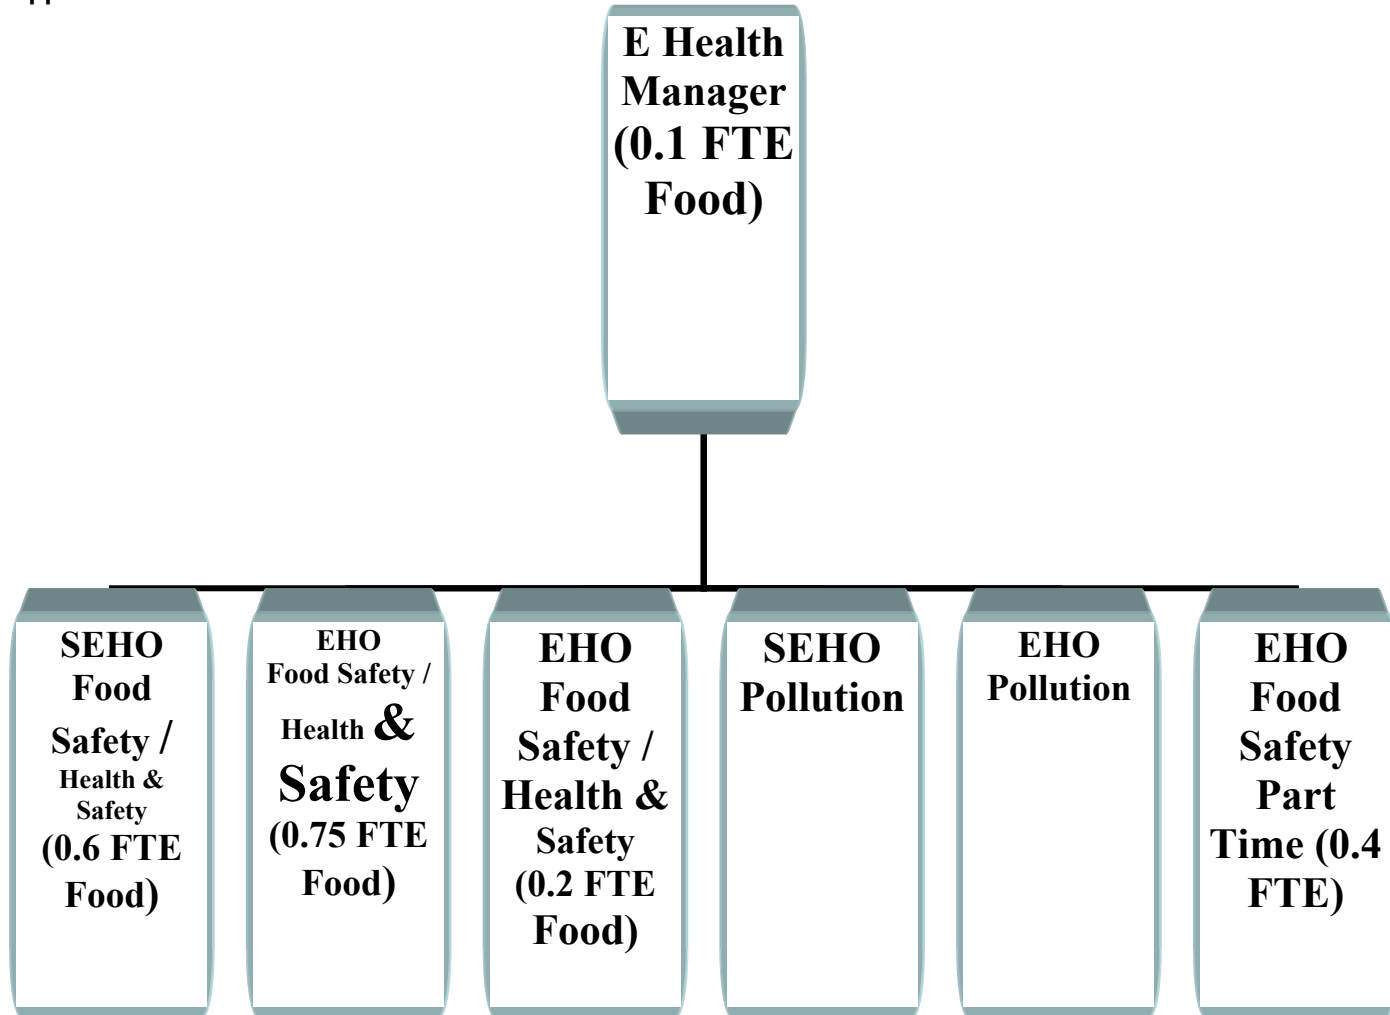 E Health
Manager
(0.1 FTE
Food)
SEHO
Food
Safety /
Health &
Safety
(0.6 FTE
Food)
EHO
Food Safety /
Health &
Safety
(0.75 FTE
Food)
EHO
Food
Safety /
Health &
Safety
(0.2 FTE
Food)
SEHO
Pollution
EHO
Pollution
EHO
Food
Safety
Part
Time (0.4
FTE)